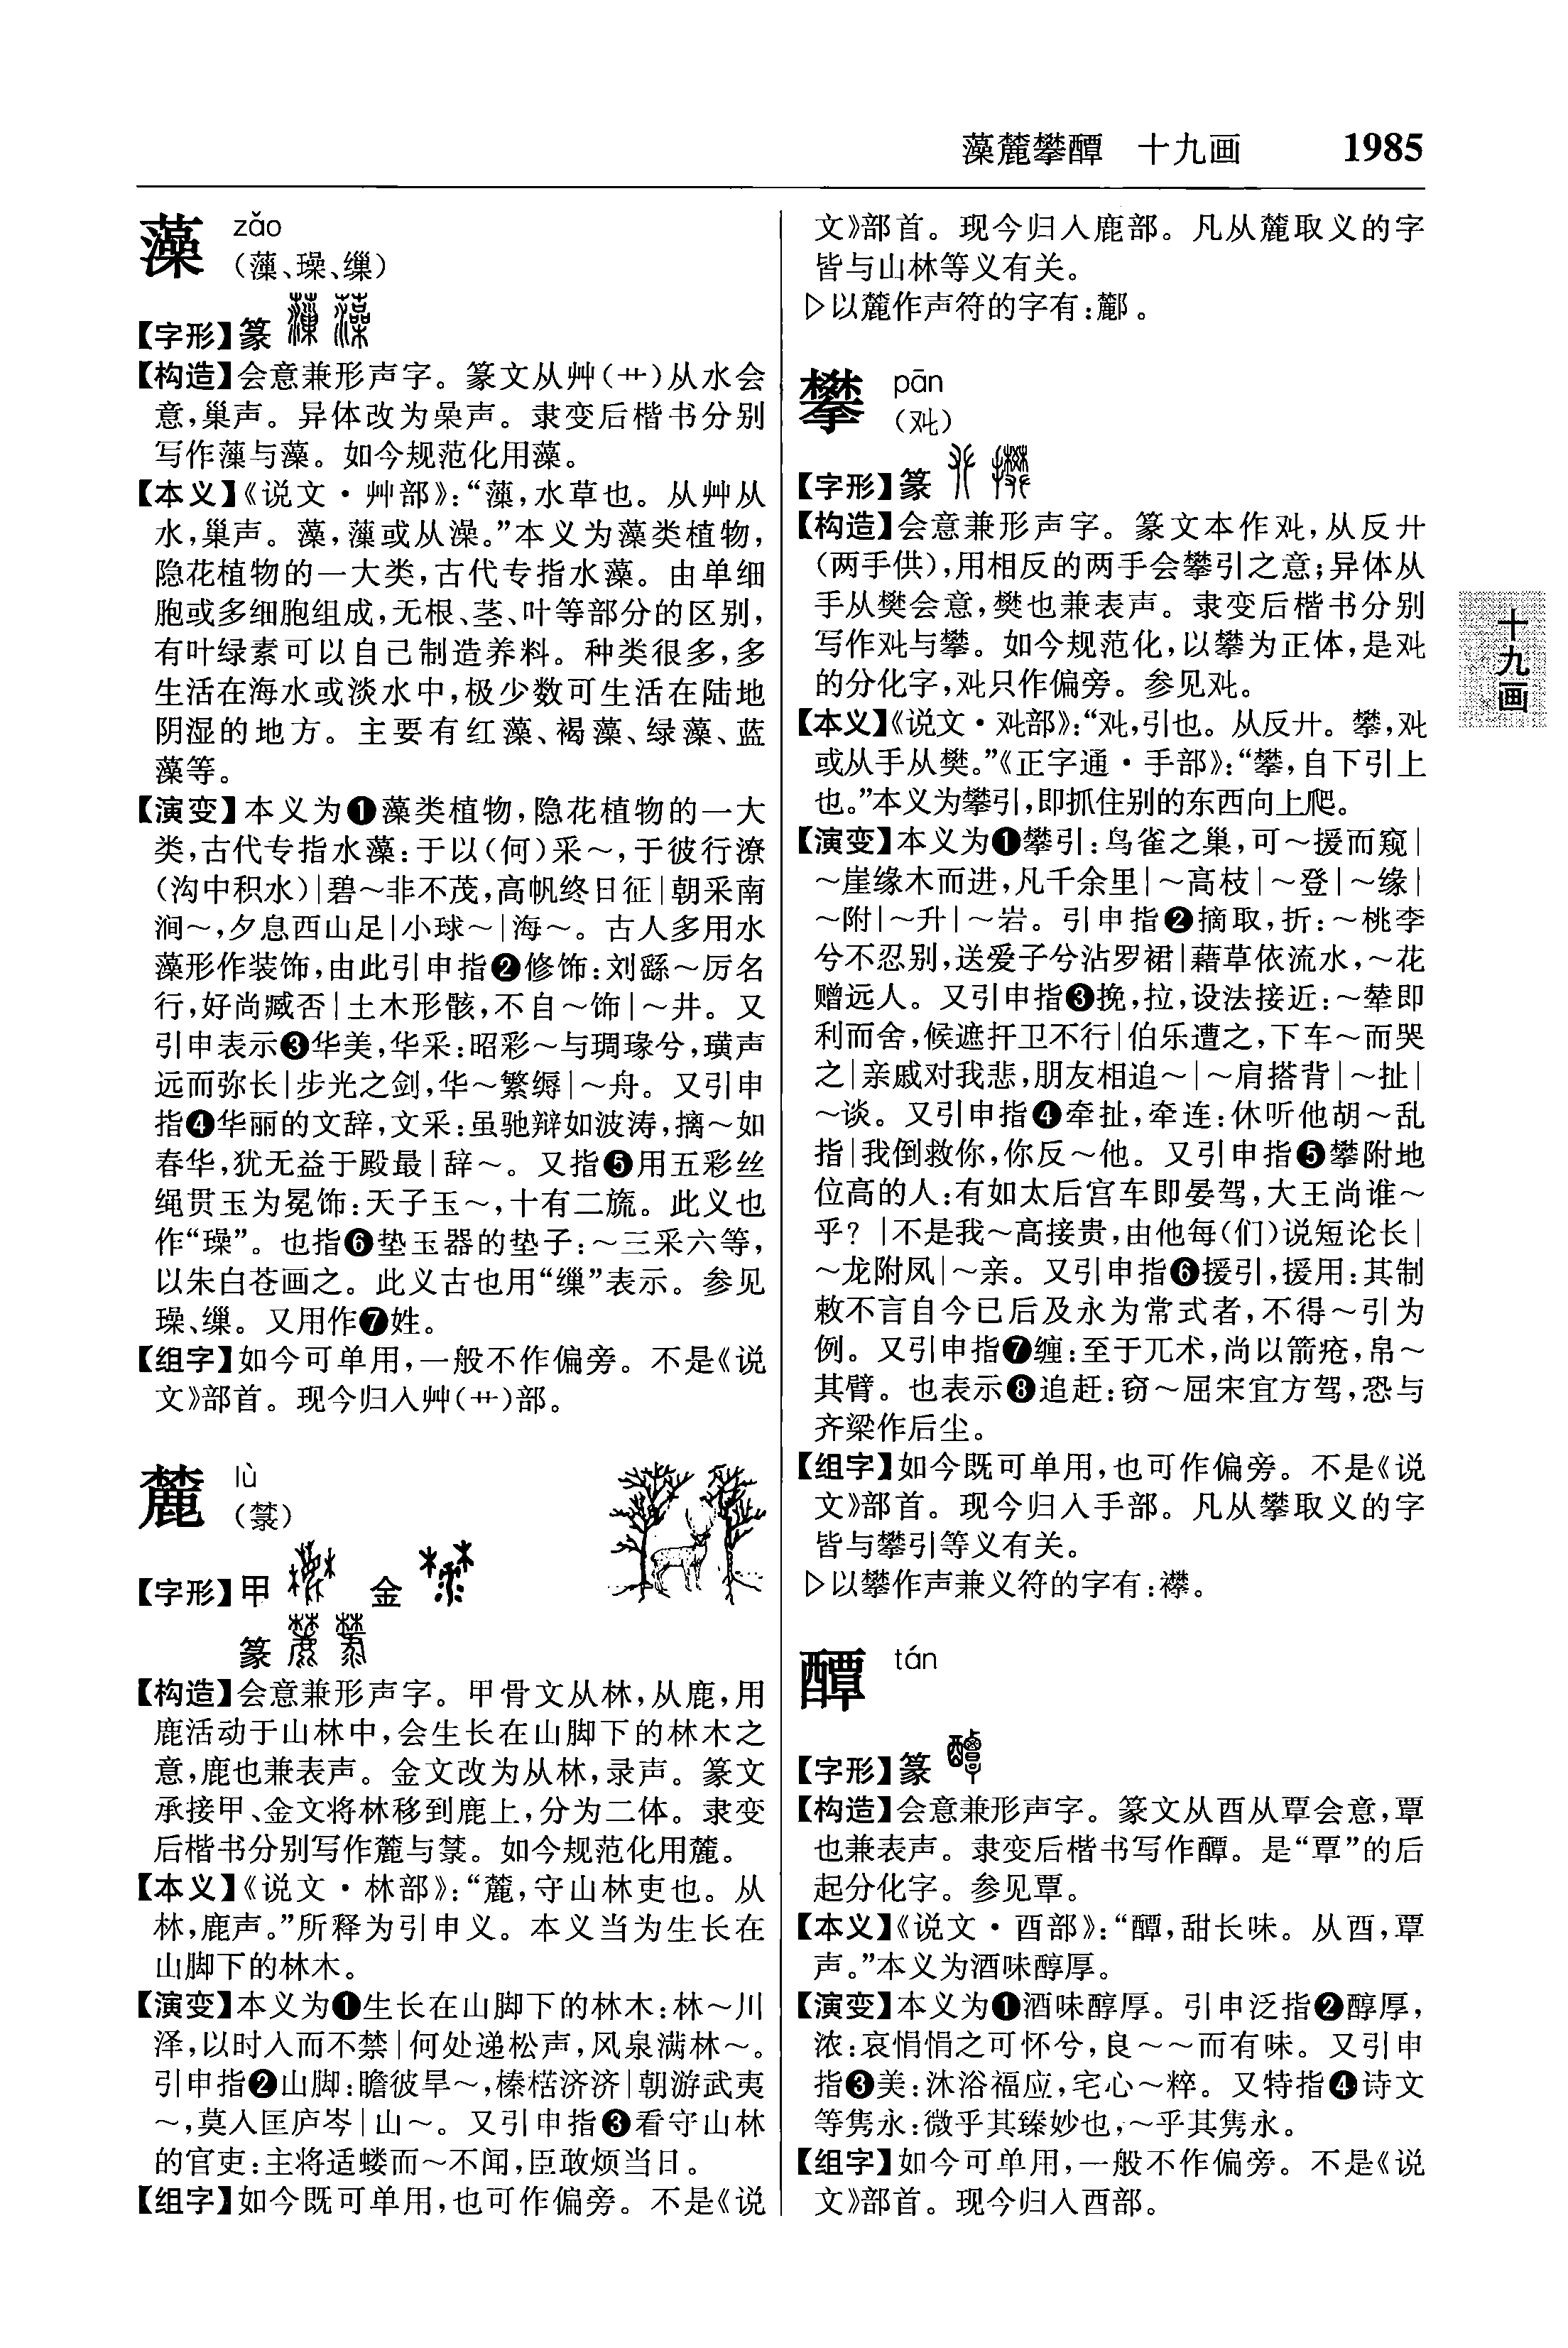 藻麓攀醰　十九画　1985
藻 zǎo
（薻、璪、缫）
【字形】篆
【构造】会意兼形声字。篆文从艸（艹）从水会
意，巢声。异体改为喿声。隶变后楷书分别
写作薻与藻。如今规范化用藻。
【本义】《说文·艸部》：“薻，水草也。从艸从
水，巢声。藻，薻或从澡。”本义为藻类植物，
隐花植物的一大类，古代专指水藻。由单细
胞或多细胞组成，无根、茎、叶等部分的区别，
有叶绿素可以自己制造养料。种类很多，多
生活在海水或淡水中，极少数可生活在陆地
阴湿的地方。主要有红藻、褐藻、绿藻、蓝
藻等。
【演变】本义为❶藻类植物，隐花植物的一大
类，古代专指水藻：于以（何）采～，于彼行潦
（沟中积水）|碧～非不茂，高帆终日征|朝采南
涧～，夕息西山足|小球～|海～。古人多用水
藻形作装饰，由此引申指❷修饰：刘繇～厉名
行，好尚臧否|土木形骸，不自～饰|～井。又
引申表示❸华美，华采：昭彩～与琱瑑兮，璜声
远而弥长|步光之剑，华～繁缛|～舟。又引申
指❹华丽的文辞，文采：虽驰辩如波涛，摛～如
春华，犹无益于殿最|辞～。又指❺用五彩丝
绳贯玉为冕饰：天子玉～，十有二旒。此义也
作“璪”。也指❻垫玉器的垫子：～三采六等，
以朱白苍画之。此义古也用“缫”表示。参见
璪、缫。又用作❼姓。
【组字】如今可单用，一般不作偏旁。不是《说
文》部首。现今归入艸（艹）部。
麓 lù
（禁）
【字形】甲　金
篆
【构造】会意兼形声字。甲骨文从林，从鹿，用
鹿活动于山林中，会生长在山脚下的林木之
意，鹿也兼表声。金文改为从林，录声。篆文
承接甲、金文将林移到鹿上，分为二体。隶变
后楷书分别写作麓与㯟。如今规范化用麓。
【本义】《说文·林部》：“麓，守山林吏也。从
林，鹿声。”所释为引申义。本义当为生长在
山脚下的林木。
【演变】本义为❶生长在山脚下的林木：林～川
泽，以时入而不禁|何处递松声，风泉满林～。
引申指❷山脚：瞻彼旱～，榛楛济济|朝游武夷
～，莫入匡庐岑|山～。又引申指❸看守山林
的官吏：主将适蝼而～不闻，臣敢烦当日。
【组字】如今既可单用，也可作偏旁。不是《说
文》部首。现今归入鹿部。凡从麓取义的字
皆与山林等义有关。
▷以麓作声符的字有：䕡。
攀 pān
（𠬜）
【字形】篆
【构造】会意兼形声字。篆文本作𠬜，从反廾
（两手供），用相反的两手会攀引之意；异体从
手从樊会意，樊也兼表声。隶变后楷书分别
写作𠬜与攀。如今规范化，以攀为正体，是𠬜
的分化字，𠬜只作偏旁。参见𠬜。
【本义】《说文·𠬜部》：“𠬜，引也。从反廾。攀，𠬜
或从手从樊。”《正字通·手部》：“攀，自下引上
也。”本义为攀引，即抓住别的东西向上爬。
【演变】本义为❶攀引：鸟雀之巢，可～援而窥|
～崖缘木而进，凡千余里|～高枝|～登|～缘|
～附|～升|～岩。引申指❷摘取，折：～桃李
兮不忍别，送爱子兮沾罗裙|藉草依流水，～花
赠远人。又引申指❸挽，拉，设法接近：～辇即
利而舍，候遮扞卫不行|伯乐遭之，下车～而哭
之|亲戚对我悲，朋友相追～|～肩搭背|～扯|
～谈。又引申指❹牵扯，牵连：休听他胡～乱
指|我倒救你，你反～他。又引申指❺攀附地
位高的人：有如太后宫车即晏驾，大王尚谁～
乎？|不是我～高接贵，由他每（们）说短论长|
～龙附凤|～亲。又引申指❻援引，援用：其制
敕不言自今已后及永为常式者，不得～引为
例。又引申指❼缠：至于兀术，尚以箭疮，帛～
其臂。也表示❽追赶：窃～屈宋宜方驾，恐与
齐梁作后尘。
【组字】如今既可单用，也可作偏旁。不是《说
文》部首。现今归入手部。凡从攀取义的字
皆与攀引等义有关。
▷以攀作声兼义符的字有：襻。
醰 tán
【字形】篆
【构造】会意兼形声字。篆文从酉从覃会意，覃
也兼表声。隶变后楷书写作醰。是“覃”的后
起分化字。参见覃。
【本义】《说文·酉部》：“醰，甜长味。从酉，覃
声。”本义为酒味醇厚。
【演变】本义为❶酒味醇厚。引申泛指❷醇厚，
浓：哀悁悁之可怀兮，良～～而有味。又引申
指❸美：沐浴福应，宅心～粹。又特指❹诗文
等隽永：微乎其臻妙也，～乎其隽永。
【组字】如今可单用，一般不作偏旁。不是《说
文》部首。现今归入酉部。
十九画